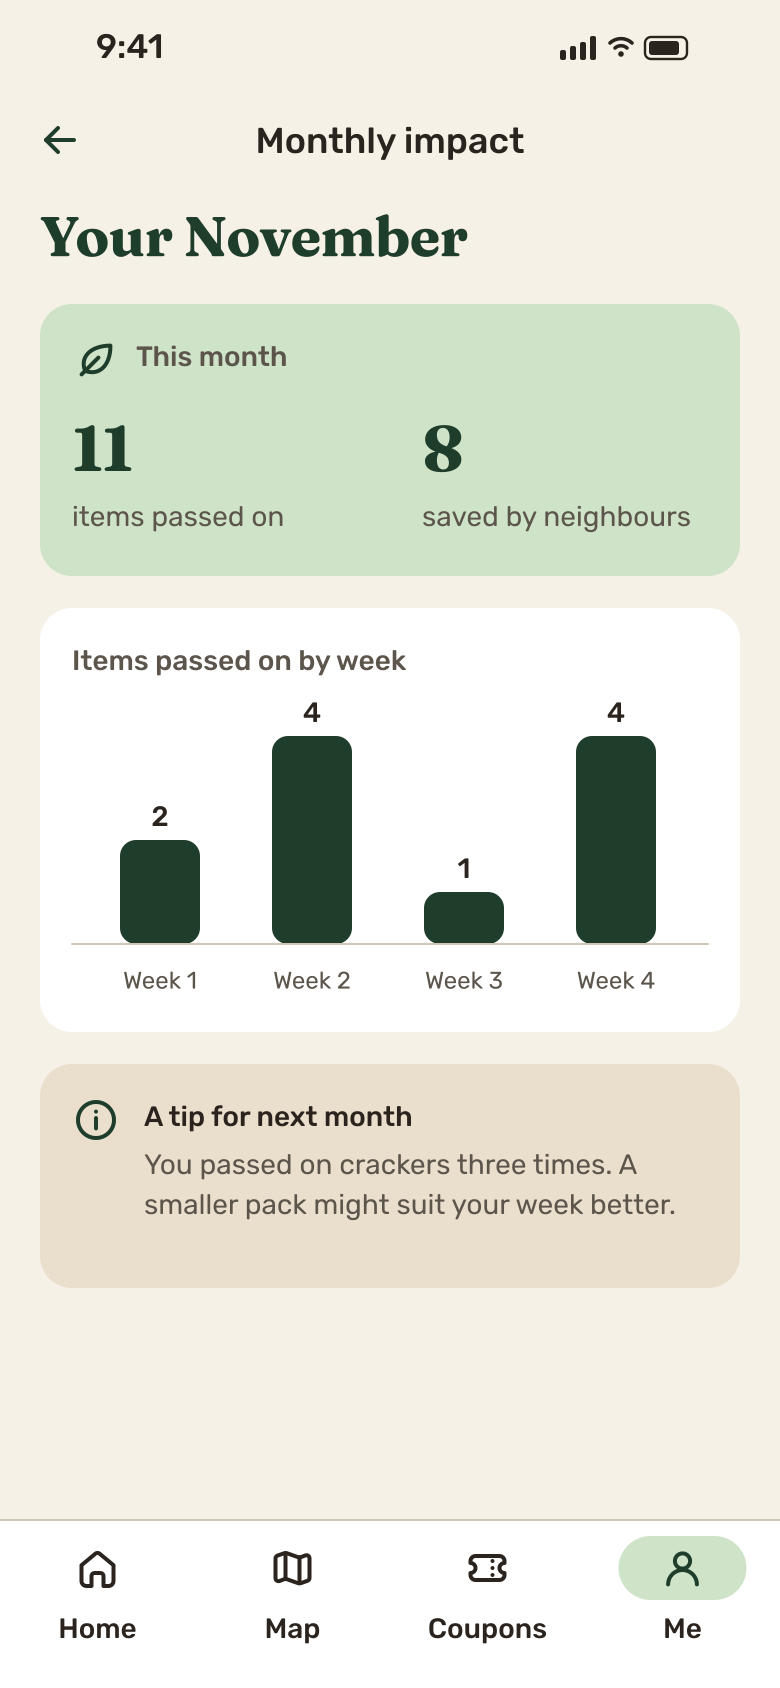 9:41
Monthly impact
Your November
This month
11
items passed on
8
saved by neighbours
Items passed on by week
2
4
1
4
Week 1
Week 2
Week 3
Week 4
A tip for next month
You passed on crackers three times. A
smaller pack might suit your week better.
Home
Map
Coupons
Me